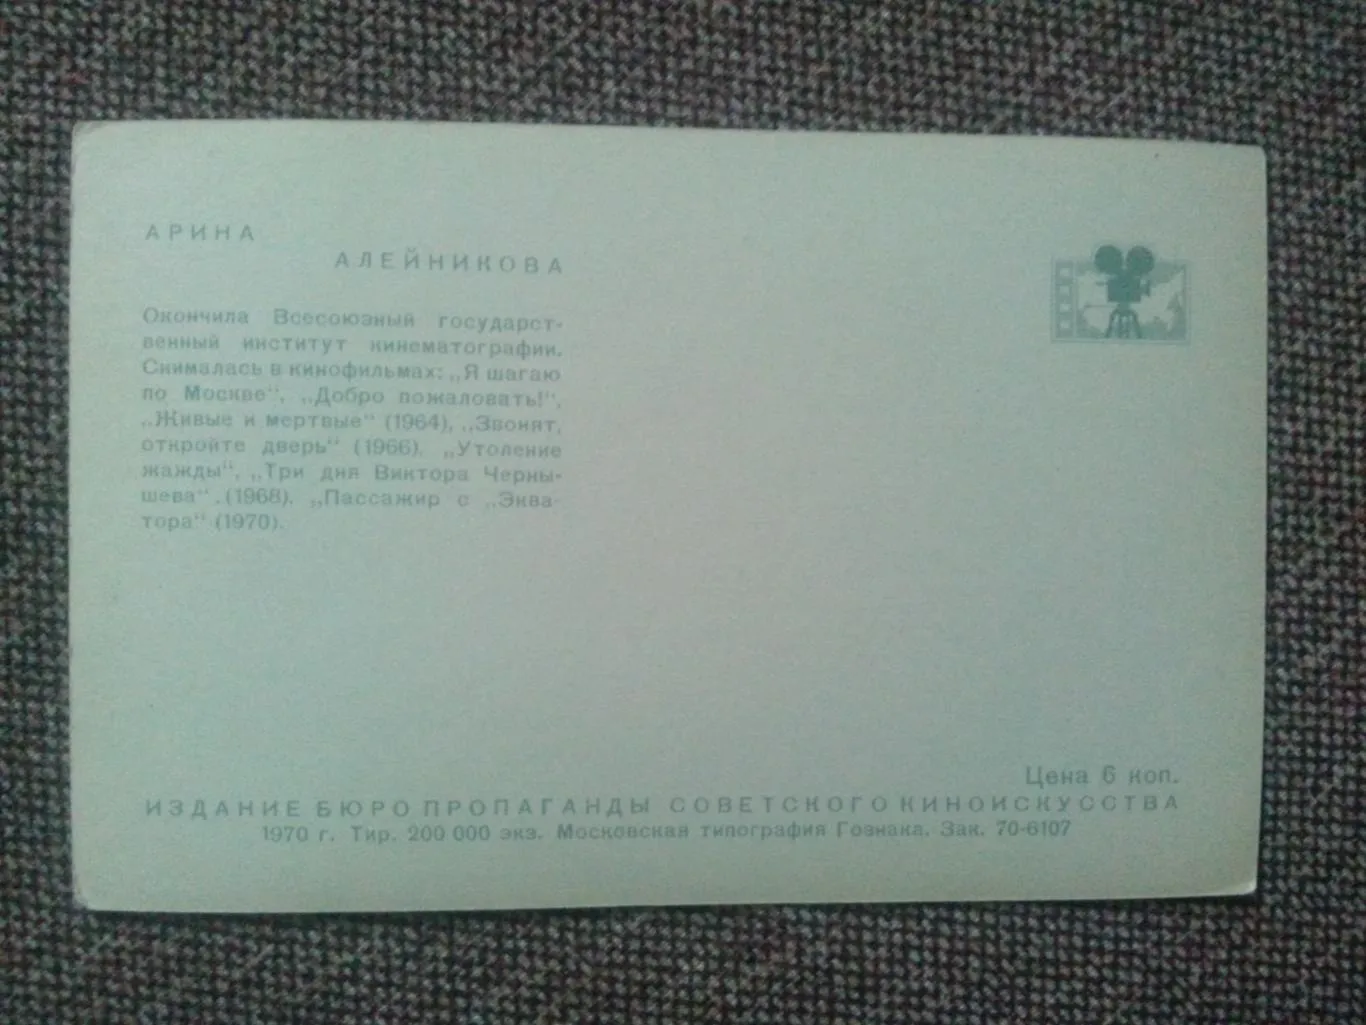 АРИНА
АЛЕЙНИКОВА
Окончила Всесоюзный государст-
венный институт кинематографии.
Снималась в кинофильмах: „Я шагаю
по Москве“, „Добро пожаловать!“,
„Живые и мертвые“ (1964), „Звонят,
откройте дверь“ (1966), „Утоление
жажды“, „Три дня Виктора Черны-
шева“ (1968), „Пассажир с „Эква-
тора“ (1970).
Цена 6 коп.
ИЗДАНИЕ БЮРО ПРОПАГАНДЫ СОВЕТСКОГО КИНОИСКУССТВА
1970 г. Тир. 200 000 экз. Московская типография Гознака. Зак. 70-6107